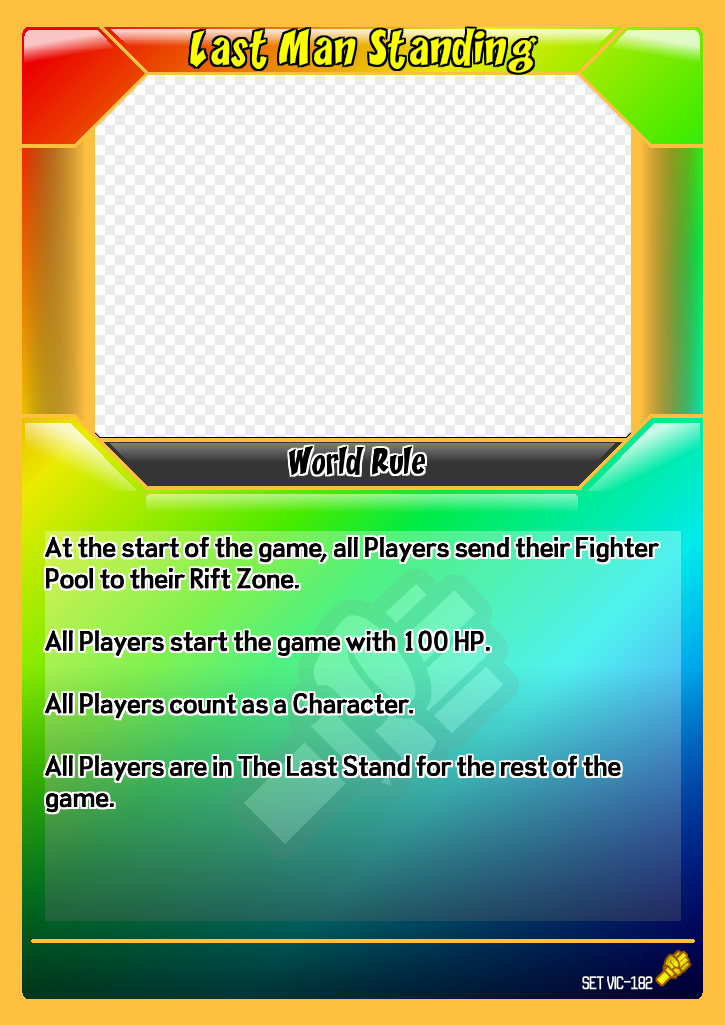 Last Man Standing
World Rule
At the start of the game, all Players send their Fighter
Pool to their Rift Zone.
All Players start the game with 100 HP.
All Players count as a Character.
All Players are in The Last Stand for the rest of the
game.
SET VIC-182